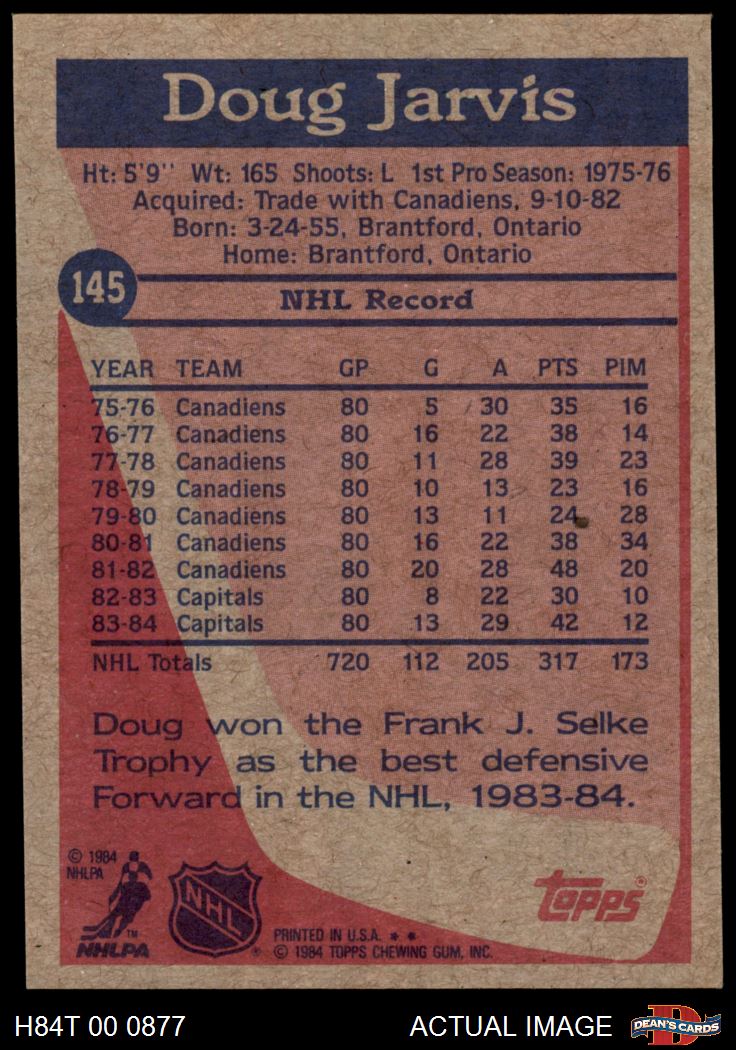 Doug Jarvis
Ht: 5'9" Wt: 165 Shoots: L 1st Pro Season: 1975-76
Acquired: Trade with Canadiens, 9-10-82
Born: 3-24-55, Brantford, Ontario
Home: Brantford, Ontario
145
NHL Record
YEAR TEAM GP G A PTS PIM
75-76 Canadiens 80 5 30 35 16
76-77 Canadiens 80 16 22 38 14
77-78 Canadiens 80 11 28 39 23
78-79 Canadiens 80 10 13 23 16
79-80 Canadiens 80 13 11 24 28
80-81 Canadiens 80 16 22 38 34
81-82 Canadiens 80 20 28 48 20
82-83 Capitals 80 8 22 30 10
83-84 Capitals 80 13 29 42 12
NHL Totals 720 112 205 317 173
Doug won the Frank J. Selke
Trophy as the best defensive
Forward in the NHL, 1983-84.
© 1984
NHLPA
TM
NHLPA
NHL
®
topps®
PRINTED IN U.S.A. **
© 1984 TOPPS CHEWING GUM, INC.
H84T 00 0877
ACTUAL IMAGE
DEAN'S CARDS